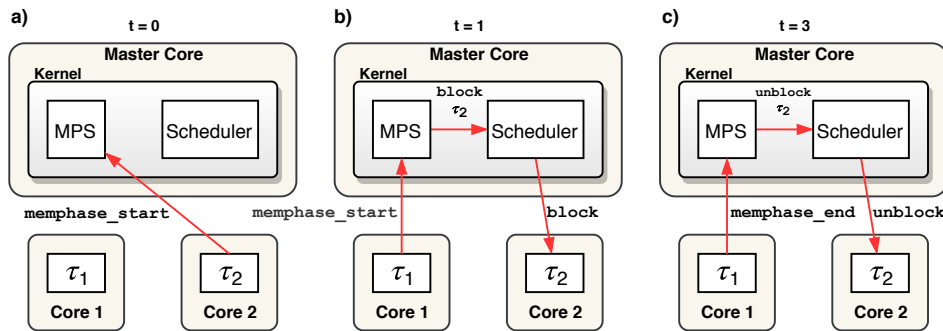 a)
t = 0
Master Core
Kernel
MPS
Scheduler
memphase_start
τ1
Core 1
τ2
Core 2
b)
t = 1
Master Core
Kernel
block
τ2
MPS
Scheduler
memphase_start
block
τ1
Core 1
τ2
Core 2
c)
t = 3
Master Core
Kernel
unblock
τ2
MPS
Scheduler
memphase_end
unblock
τ1
Core 1
τ2
Core 2